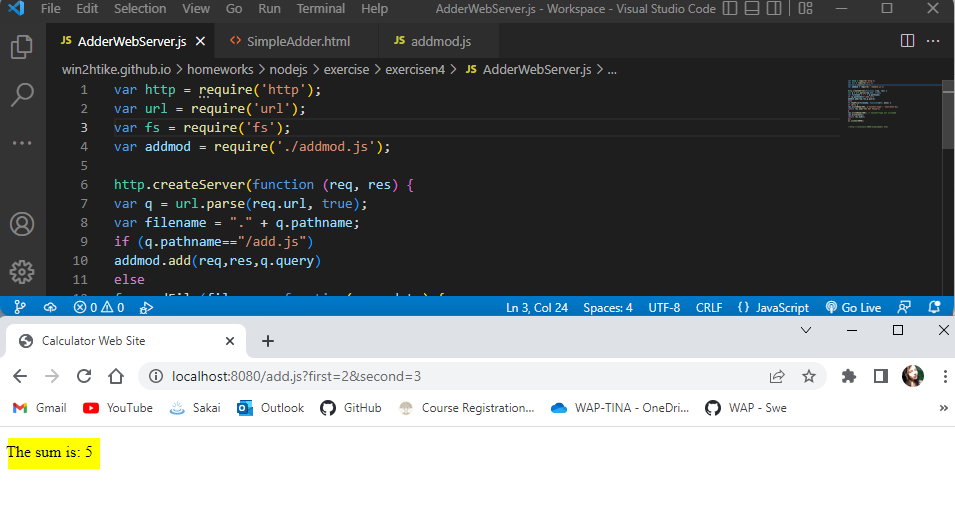 File Edit Selection View Go Run Terminal Help AdderWebServer.js - Workspace - Visual Studio Code
JS AdderWebServer.js SimpleAdder.html JS addmod.js
win2htike.github.io > homeworks > nodejs > exercise > exercisen4 > JS AdderWebServer.js > ...
1 var http = require('http');
2 var url = require('url');
3 var fs = require('fs');
4 var addmod = require('./addmod.js');
5
6 http.createServer(function (req, res) {
7 var q = url.parse(req.url, true);
8 var filename = "." + q.pathname;
9 if (q.pathname=="/add.js")
10 addmod.add(req,res,q.query)
11 else
0 0 Ln 3, Col 24 Spaces: 4 UTF-8 CRLF {} JavaScript Go Live
Calculator Web Site
localhost:8080/add.js?first=2&second=3
Gmail YouTube Sakai Outlook GitHub Course Registration... WAP-TINA - OneDri... WAP - Swe »
The sum is: 5